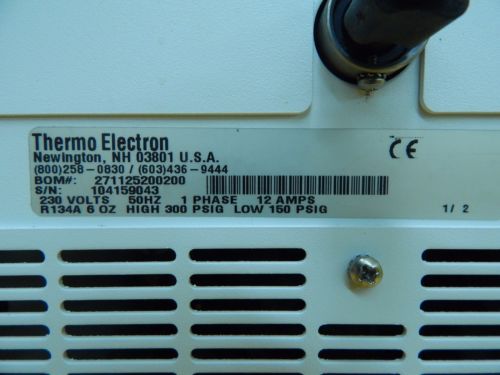 Thermo Electron
Newington, NH 03801 U.S.A.
(800)258-0830 / (603)436-9444
BOM#: 271125200200
S/N: 104159043
230 VOLTS 50HZ 1 PHASE 12 AMPS
R134A 6 OZ HIGH 300 PSIG LOW 150 PSIG
CE
1/ 2